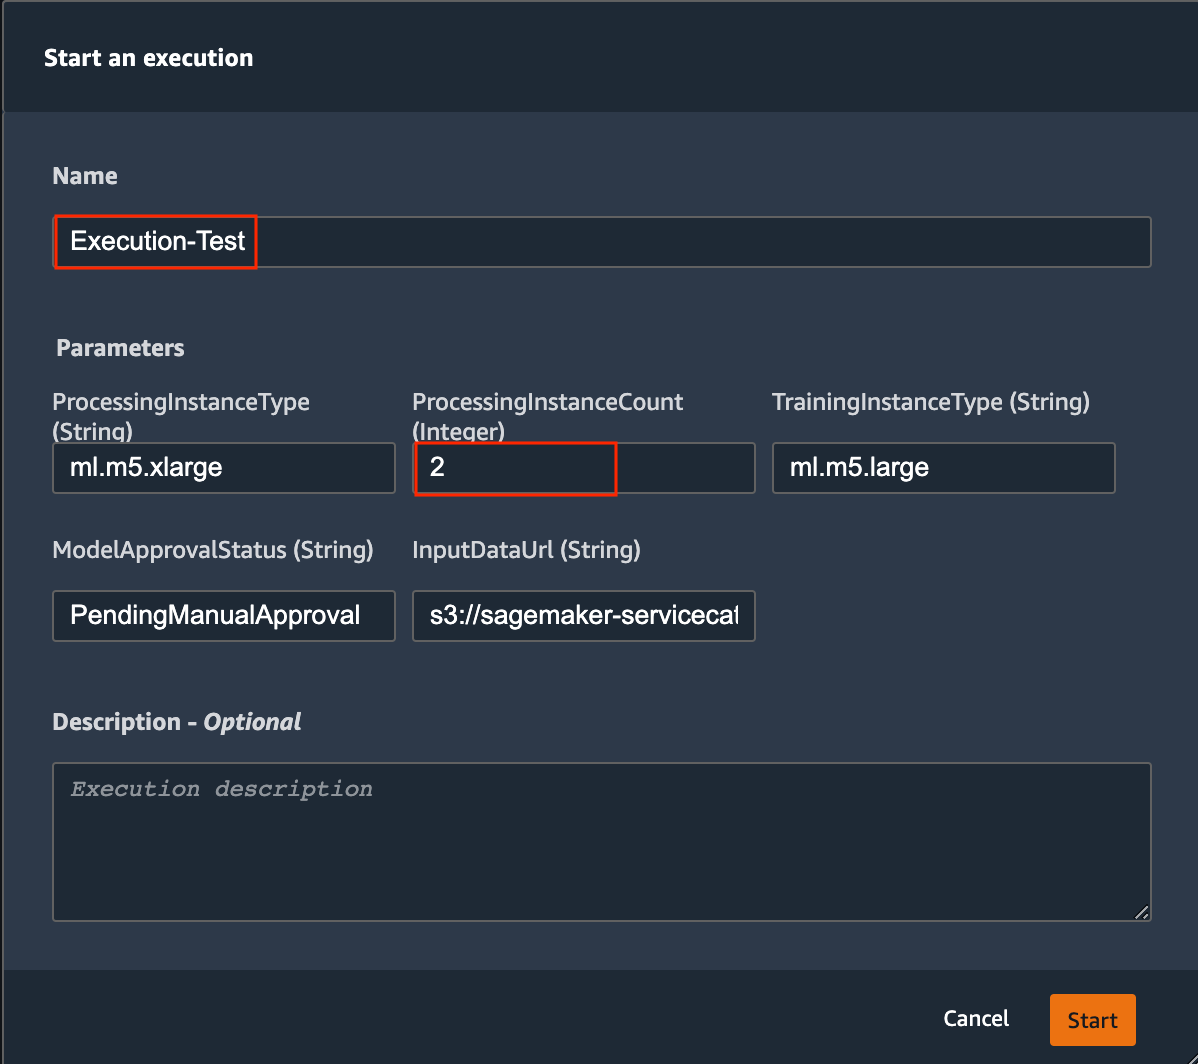 Start an execution
Name
Execution-Test
Parameters
ProcessingInstanceType
(String)
ProcessingInstanceCount
(Integer)
TrainingInstanceType (String)
ml.m5.xlarge
2
ml.m5.large
ModelApprovalStatus (String)
InputDataUrl (String)
PendingManualApproval
s3://sagemaker-servicecat
Description - Optional
Execution description
Cancel
Start